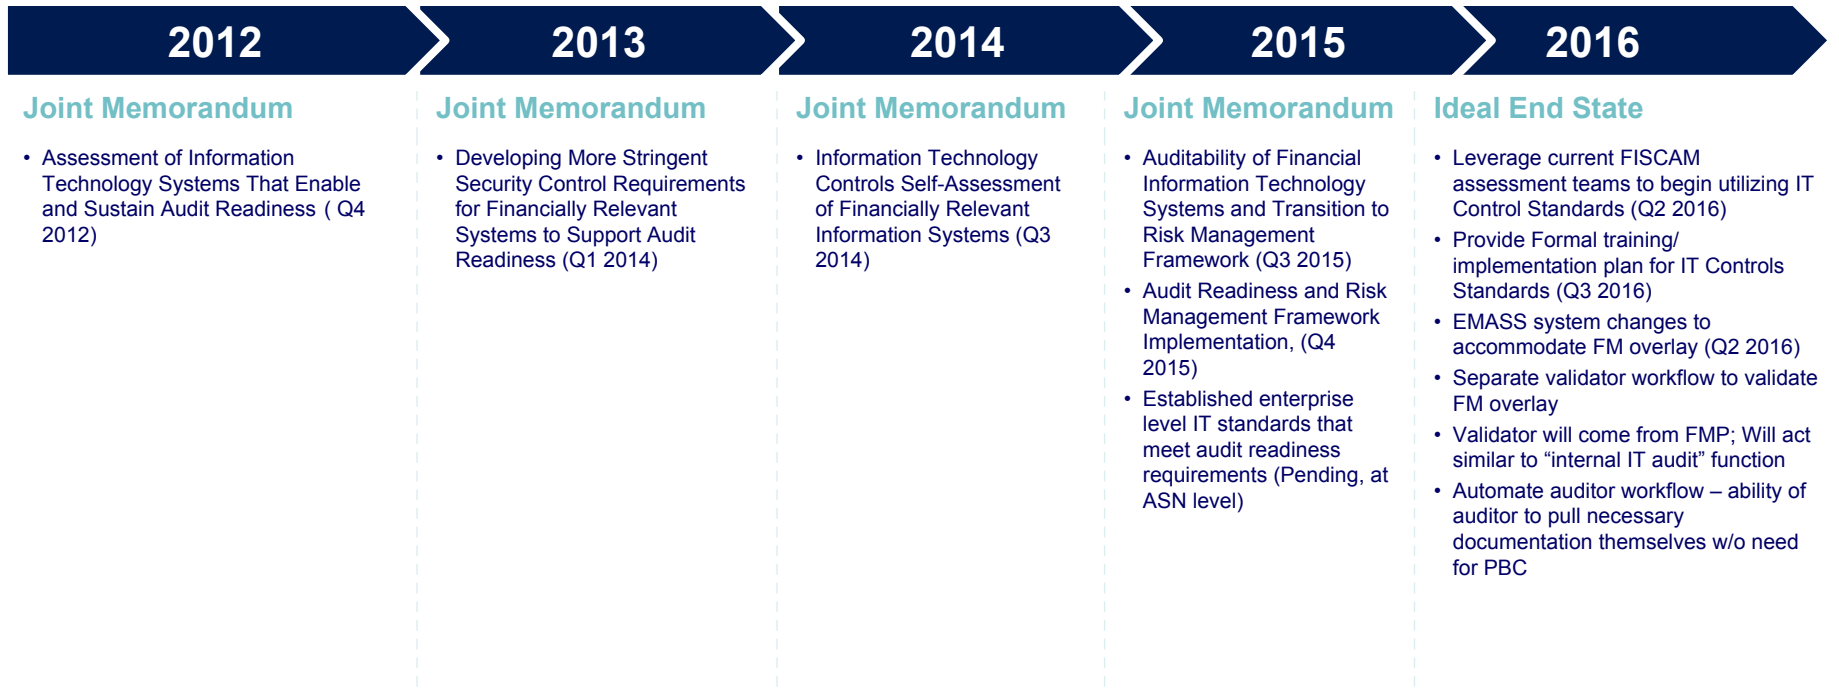 2012
2013
2014
2015
2016
Joint Memorandum
• Assessment of Information
Technology Systems That Enable
and Sustain Audit Readiness ( Q4
2012)
Joint Memorandum
• Developing More Stringent
Security Control Requirements
for Financially Relevant
Systems to Support Audit
Readiness (Q1 2014)
Joint Memorandum
• Information Technology
Controls Self-Assessment
of Financially Relevant
Information Systems (Q3
2014)
Joint Memorandum
• Auditability of Financial
Information Technology
Systems and Transition to
Risk Management
Framework (Q3 2015)
• Audit Readiness and Risk
Management Framework
Implementation, (Q4
2015)
• Established enterprise
level IT standards that
meet audit readiness
requirements (Pending, at
ASN level)
Ideal End State
• Leverage current FISCAM
assessment teams to begin utilizing IT
Control Standards (Q2 2016)
• Provide Formal training/
implementation plan for IT Controls
Standards (Q3 2016)
• EMASS system changes to
accommodate FM overlay (Q2 2016)
• Separate validator workflow to validate
FM overlay
• Validator will come from FMP; Will act
similar to “internal IT audit” function
• Automate auditor workflow – ability of
auditor to pull necessary
documentation themselves w/o need
for PBC